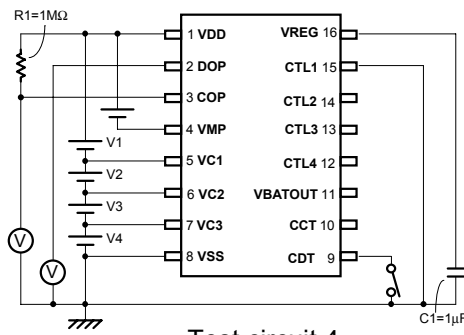 R1=1MΩ
1 VDD
2 DOP
3 COP
4 VMP
5 VC1
6 VC2
7 VC3
8 VSS
VREG 16
CTL1 15
CTL2 14
CTL3 13
CTL4 12
VBATOUT 11
CCT 10
CDT 9
V1
V2
V3
V4
V
V
C1=1μF
Test circuit 4